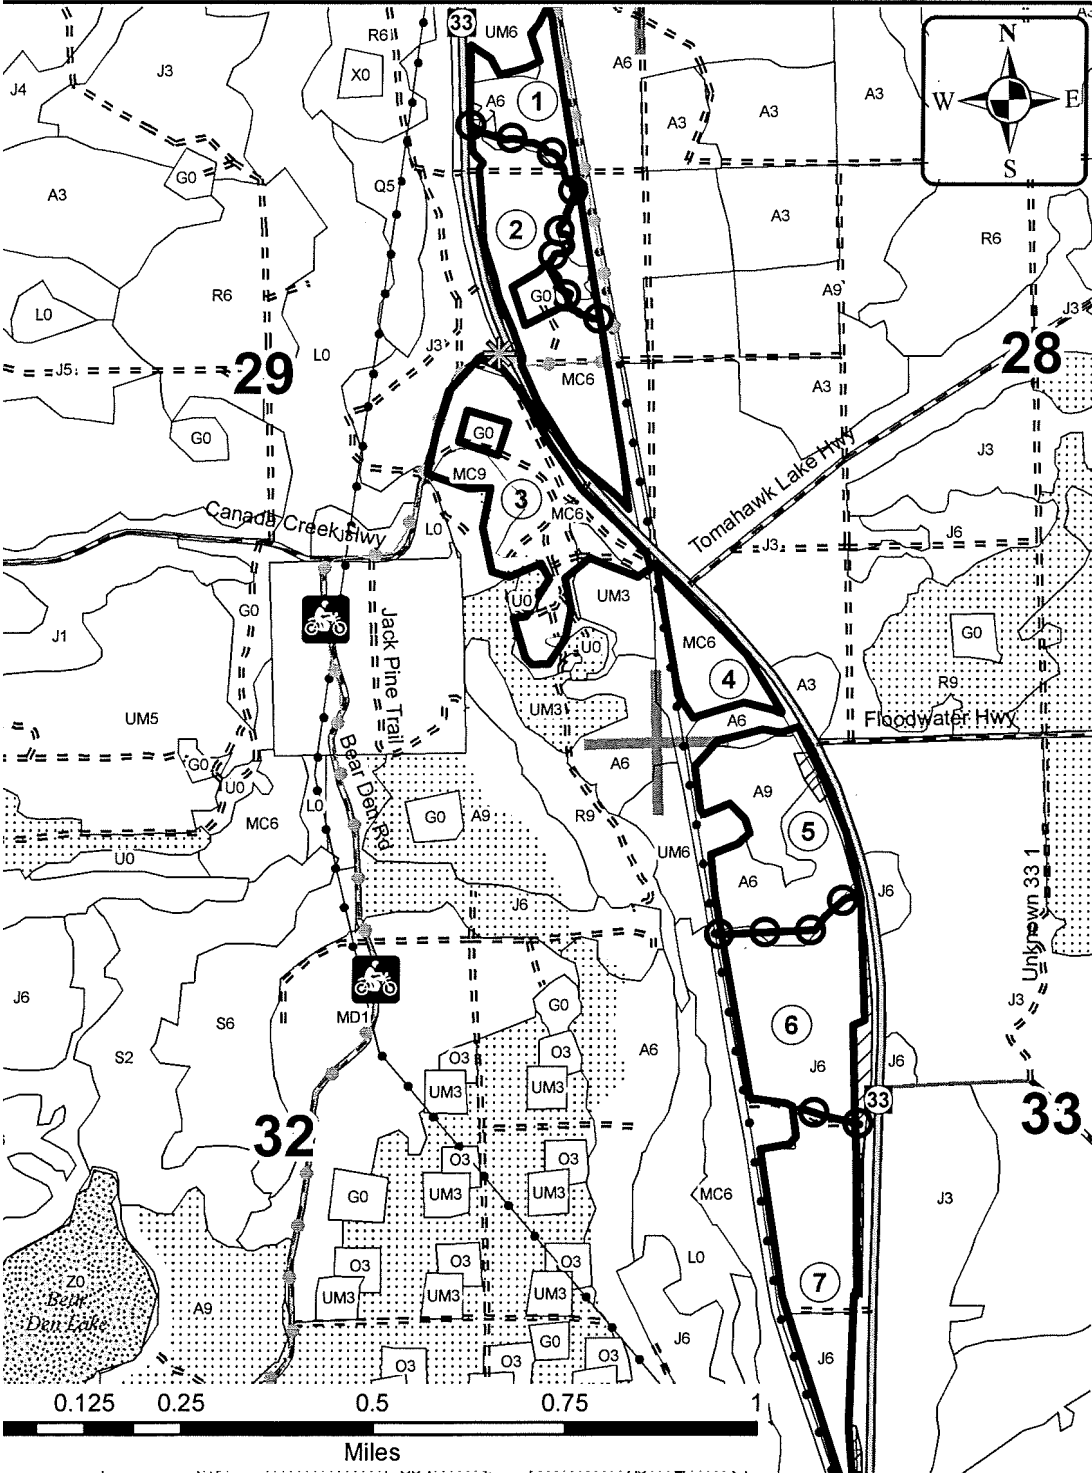 33
UM6
R6
X0
J3
J4
A6
A3
A3
N
W
E
S
A6
1
A3
G0
Q5
A3
2
A3
R6
R6
G0
A9
L0
J3
J3
28
J5
29
L0
MC6
A3
G0
G0
Tomahawk Lake Hwy
J3
MC9
3
MC6
Canada Creek Hwy
L0
J6
J3
U0
UM3
G0
J1
Jack Pine Trail
MC6
G0
U0
4
A3
R9
UM3
UM5
A6
Floodwater Hwy
Bear Den Rd
G0
A6
U0
A9
L0
G0
A9
R9
MC6
5
UM6
U0
A6
J6
J6
Unknown 33 1
J6
G0
J3
S6
MD1
6
S2
O3
O3
A6
J6
J6
UM3
UM3
33
33
32
O3
O3
G0
UM3
UM3
MC6
J3
L0
O3
O3
O3
7
Z0
UM3
UM3
UM3
Bear
Den Lake
A9
G0
J6
J6
O3
O3
O3
0.125
0.25
0.5
0.75
1
Miles